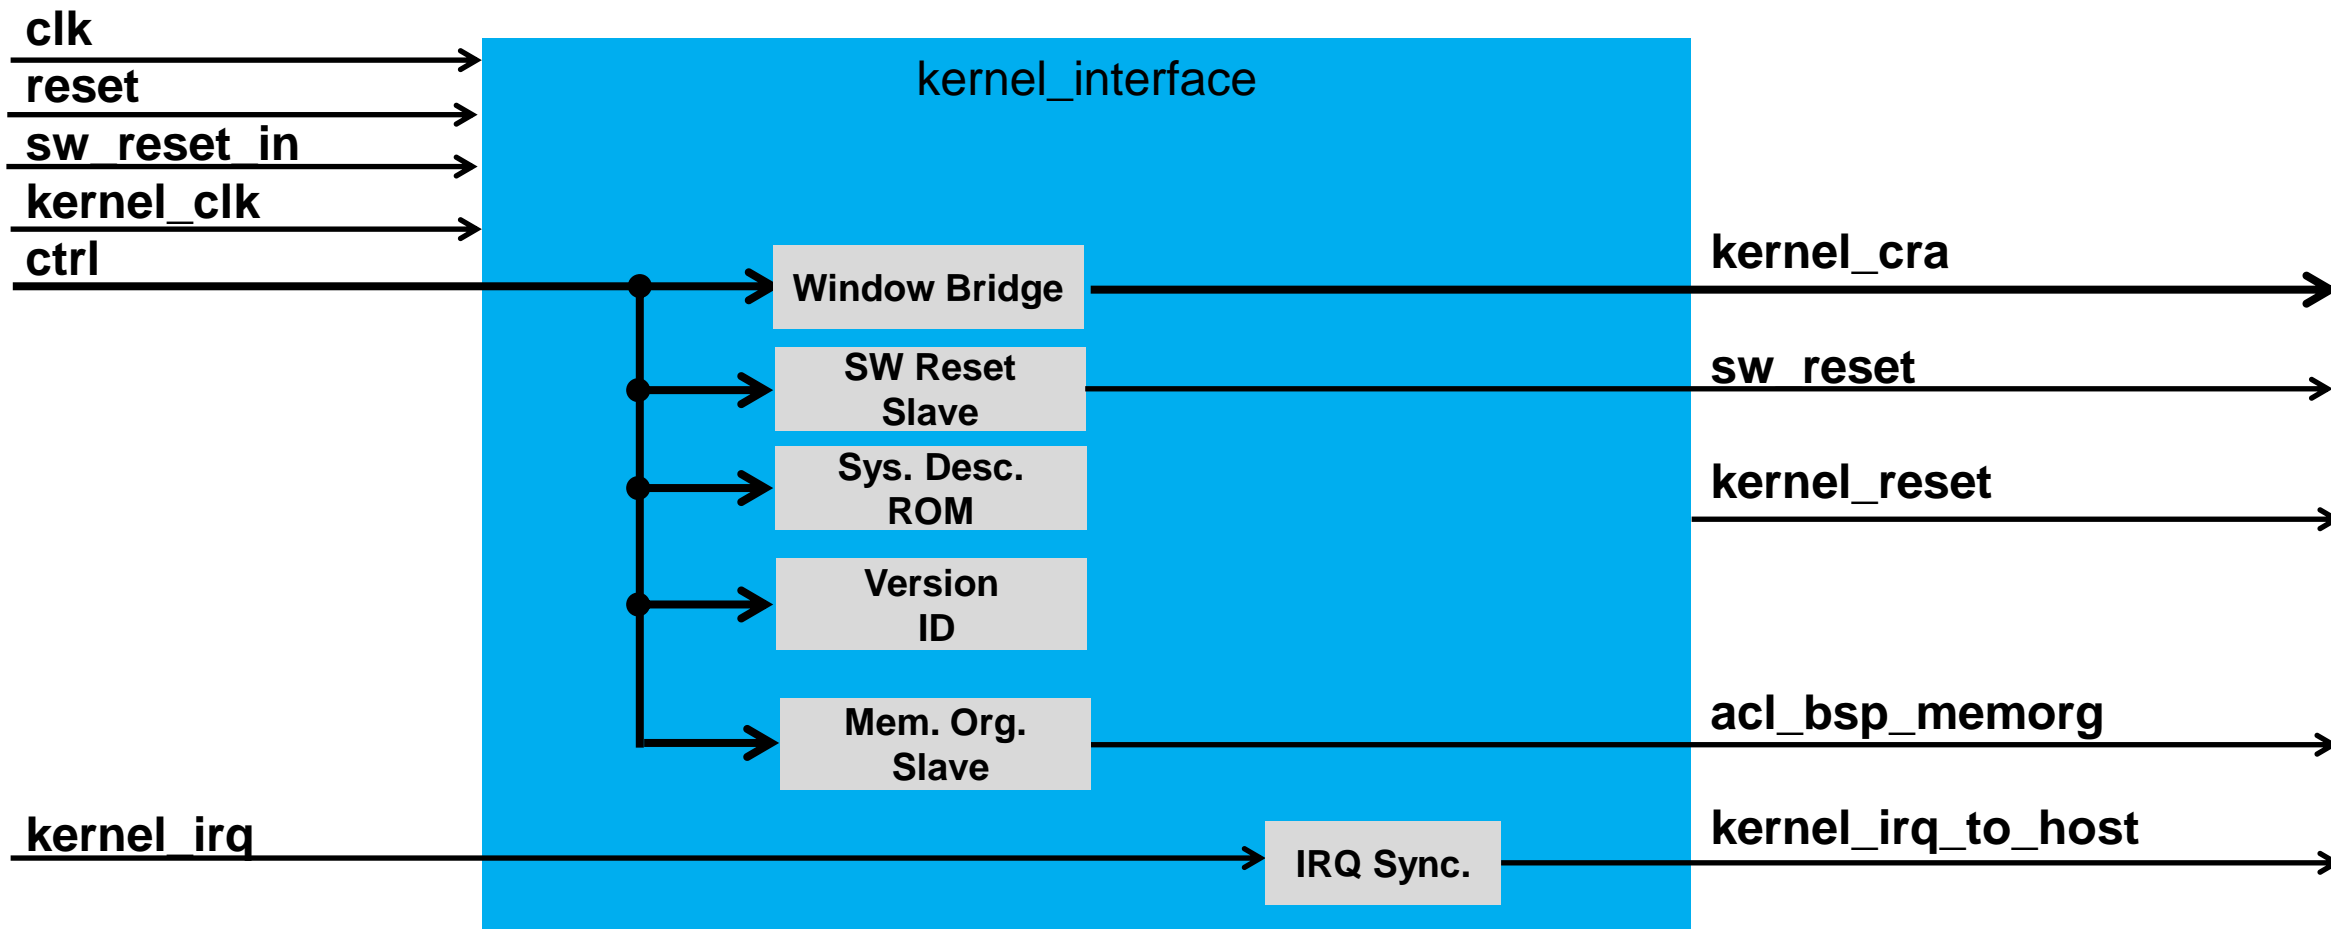 clk
reset
sw_reset_in
kernel_clk
ctrl
kernel_irq
kernel_interface
Window Bridge
SW Reset
Slave
Sys. Desc.
ROM
Version
ID
Mem. Org.
Slave
IRQ Sync.
kernel_cra
sw_reset
kernel_reset
acl_bsp_memorg
kernel_irq_to_host